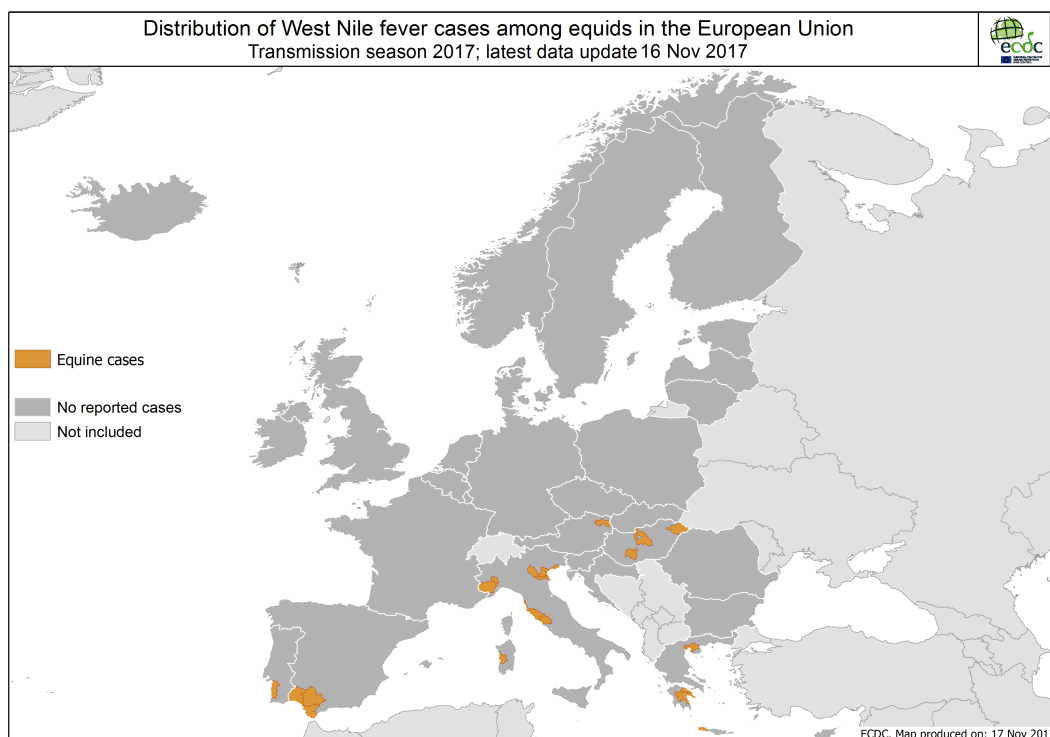 Distribution of West Nile fever cases among equids in the European Union
Transmission season 2017; latest data update 16 Nov 2017
ecdc
Equine cases
No reported cases
Not included
ECDC. Map produced on: 17 Nov 201